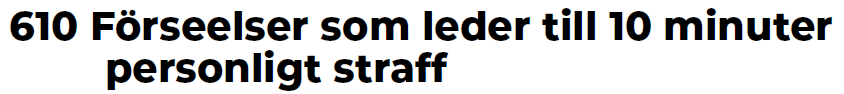 610 Förseelser som leder till 10 minuter
personligt straff